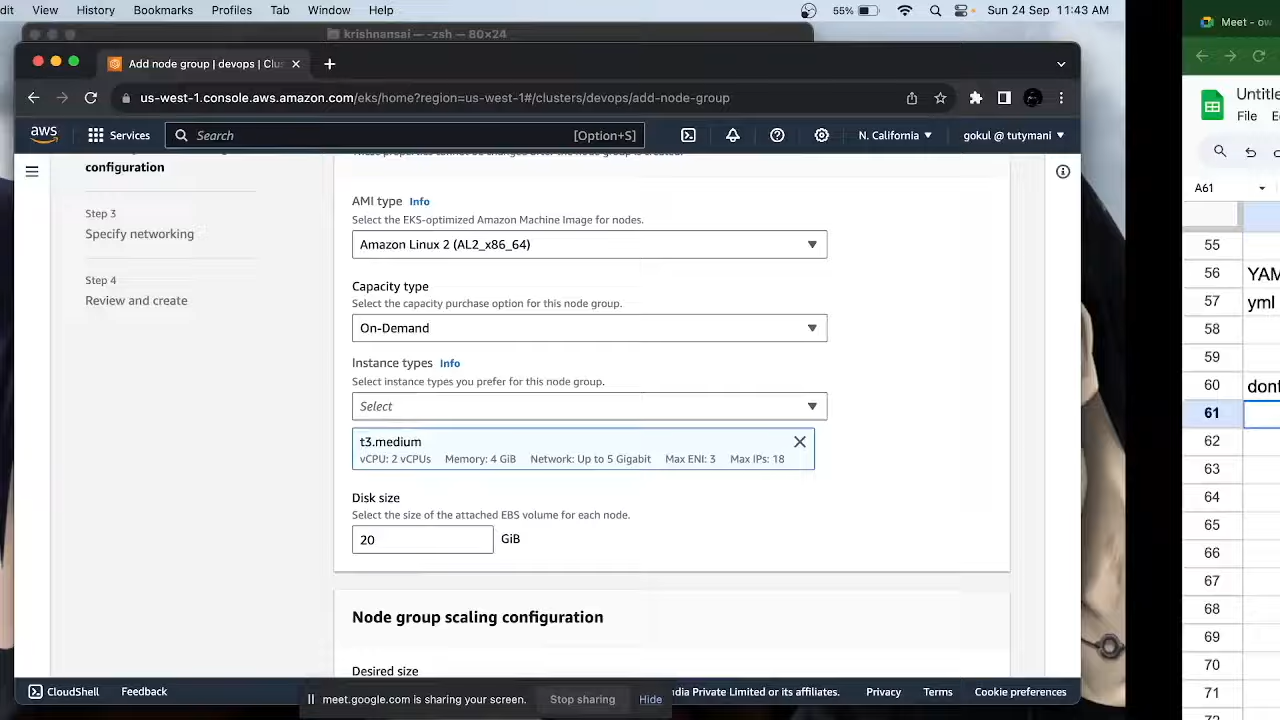 dit View History Bookmarks Profiles Tab Window Help 55% Sun 24 Sep 11:43 AM
krishnansai — -zsh — 80×24
Add node group | devops | Clus
us-west-1.console.aws.amazon.com/eks/home?region=us-west-1#/clusters/devops/add-node-group
aws Services Search [Option+S] N. California gokul @ tutymani
configuration
Step 3
Specify networking
Step 4
Review and create
AMI type Info
Select the EKS-optimized Amazon Machine Image for nodes.
Amazon Linux 2 (AL2_x86_64)
Capacity type
Select the capacity purchase option for this node group.
On-Demand
Instance types Info
Select instance types you prefer for this node group.
Select
t3.medium
vCPU: 2 vCPUs Memory: 4 GiB Network: Up to 5 Gigabit Max ENI: 3 Max IPs: 18
Disk size
Select the size of the attached EBS volume for each node.
20 GiB
Node group scaling configuration
Desired size
CloudShell Feedback ndia Private Limited or its affiliates. Privacy Terms Cookie preferences
meet.google.com is sharing your screen. Stop sharing Hide
Meet - ow
Untitle
File E
A61
55
56 YAM
57 yml
58
59
60 dont
61
62
63
64
65
66
67
68
69
70
71